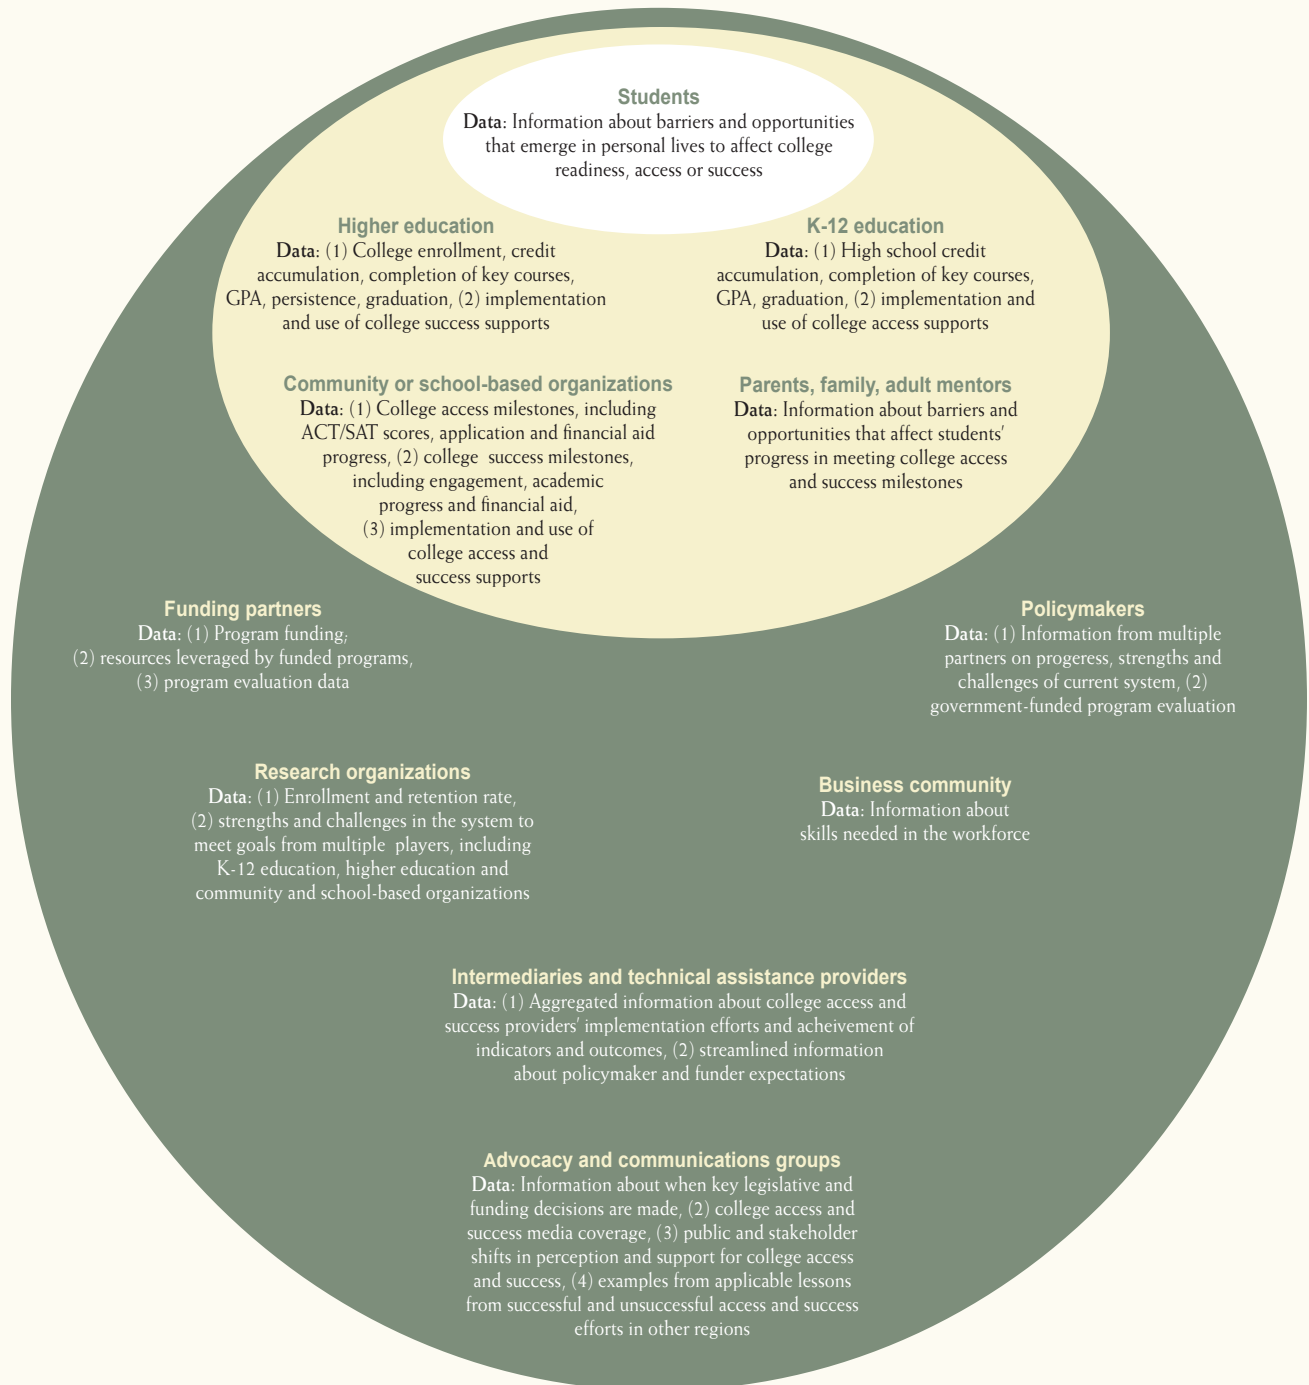 Students
Data: Information about barriers and opportunities
that emerge in personal lives to affect college
readiness, access or success
Higher education
Data: (1) College enrollment, credit
accumulation, completion of key courses,
GPA, persistence, graduation, (2) implementation
and use of college success supports
K-12 education
Data: (1) High school credit
accumulation, completion of key courses,
GPA, graduation, (2) implementation and
use of college access supports
Community or school-based organizations
Data: (1) College access milestones, including
ACT/SAT scores, application and financial aid
progress, (2) college success milestones,
including engagement, academic
progress and financial aid,
(3) implementation and use of
college access and
success supports
Parents, family, adult mentors
Data: Information about barriers and
opportunities that affect students'
progress in meeting college access
and success milestones
Funding partners
Data: (1) Program funding;
(2) resources leveraged by funded programs,
(3) program evaluation data
Policymakers
Data: (1) Information from multiple
partners on progeress, strengths and
challenges of current system, (2)
government-funded program evaluation
Research organizations
Data: (1) Enrollment and retention rate,
(2) strengths and challenges in the system to
meet goals from multiple players, including
K-12 education, higher education and
community and school-based organizations
Business community
Data: Information about
skills needed in the workforce
Intermediaries and technical assistance providers
Data: (1) Aggregated information about college access and
success providers' implementation efforts and acheivement of
indicators and outcomes, (2) streamlined information
about policymaker and funder expectations
Advocacy and communications groups
Data: Information about when key legislative and
funding decisions are made, (2) college access and
success media coverage, (3) public and stakeholder
shifts in perception and support for college access
and success, (4) examples from applicable lessons
from successful and unsuccessful access and success
efforts in other regions